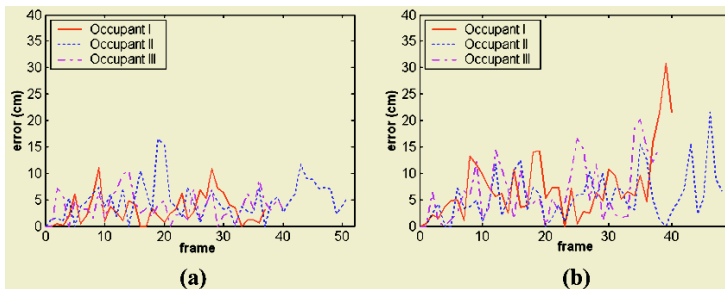 40
35
30
25
20
15
10
5
0
error (cm)
Occupant I
Occupant II
Occupant III
0 10 20 30 40 50
frame
(a)
40
35
30
25
20
15
10
5
0
error (cm)
Occupant I
Occupant II
Occupant III
0 10 20 30 40
frame
(b)